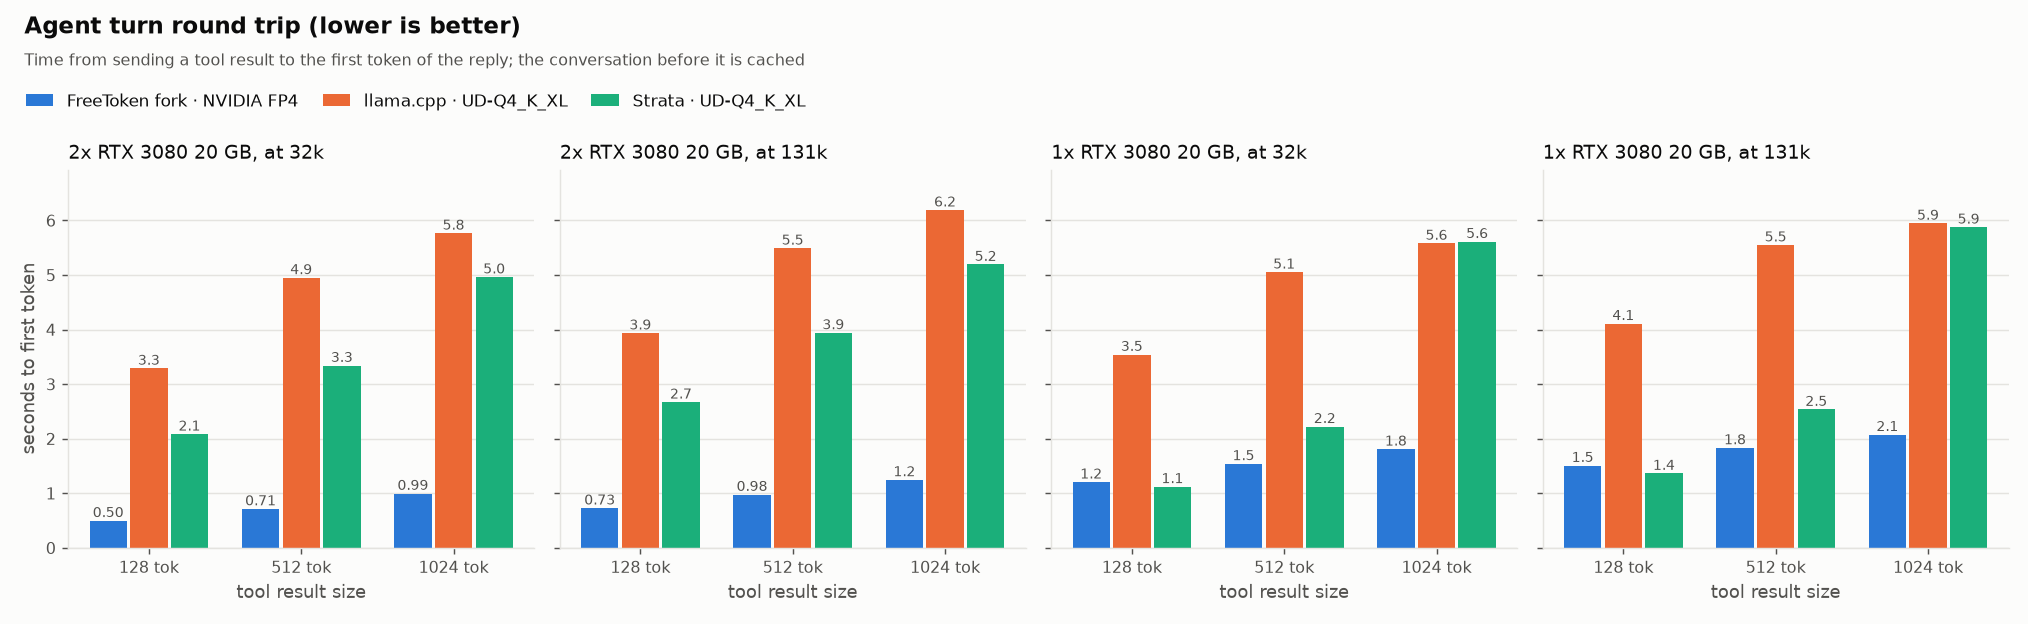 Agent turn round trip (lower is better)
Time from sending a tool result to the first token of the reply; the conversation before it is cached
FreeToken fork · NVIDIA FP4
llama.cpp · UD-Q4_K_XL
Strata · UD-Q4_K_XL
2x RTX 3080 20 GB, at 32k
seconds to first token
6
5
4
3
2
1
0
0.50
3.3
2.1
0.71
4.9
3.3
0.99
5.8
5.0
128 tok
512 tok
1024 tok
tool result size
2x RTX 3080 20 GB, at 131k
0.73
3.9
2.7
0.98
5.5
3.9
1.2
6.2
5.2
128 tok
512 tok
1024 tok
tool result size
1x RTX 3080 20 GB, at 32k
1.2
3.5
1.1
1.5
5.1
2.2
1.8
5.6
5.6
128 tok
512 tok
1024 tok
tool result size
1x RTX 3080 20 GB, at 131k
1.5
4.1
1.4
1.8
5.5
2.5
2.1
5.9
5.9
128 tok
512 tok
1024 tok
tool result size